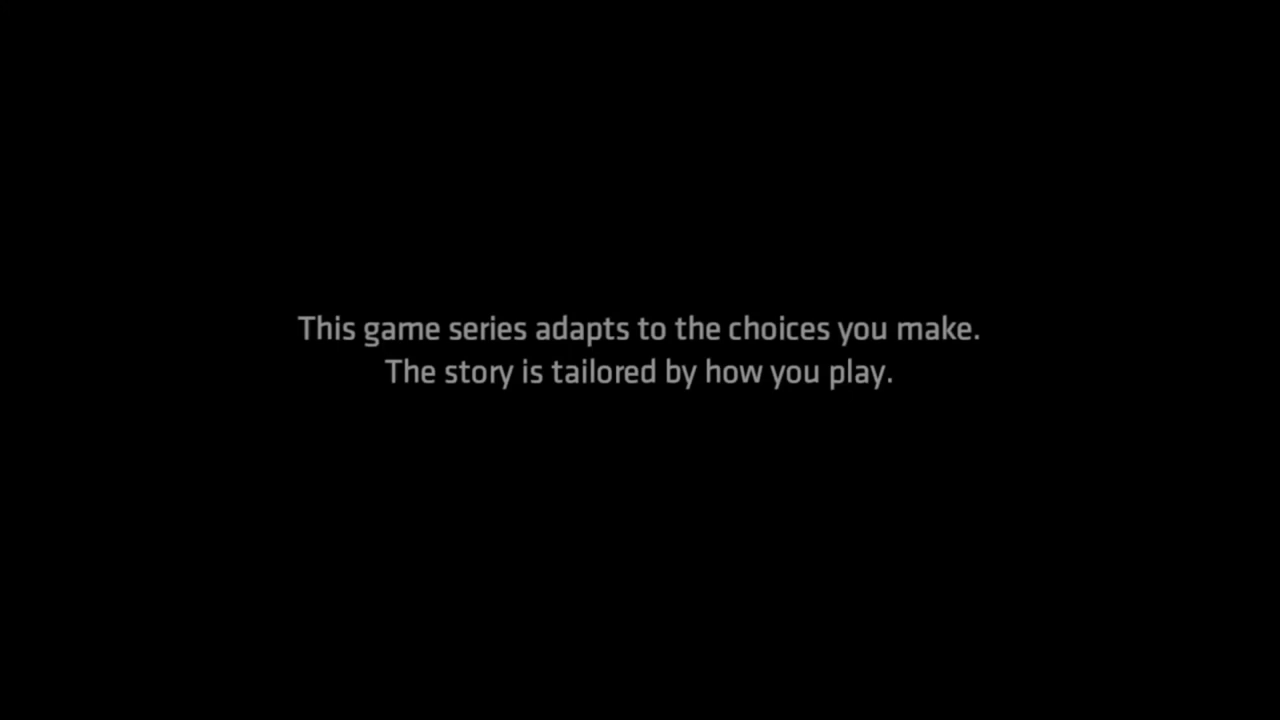 This game series adapts to the choices you make.
The story is tailored by how you play.